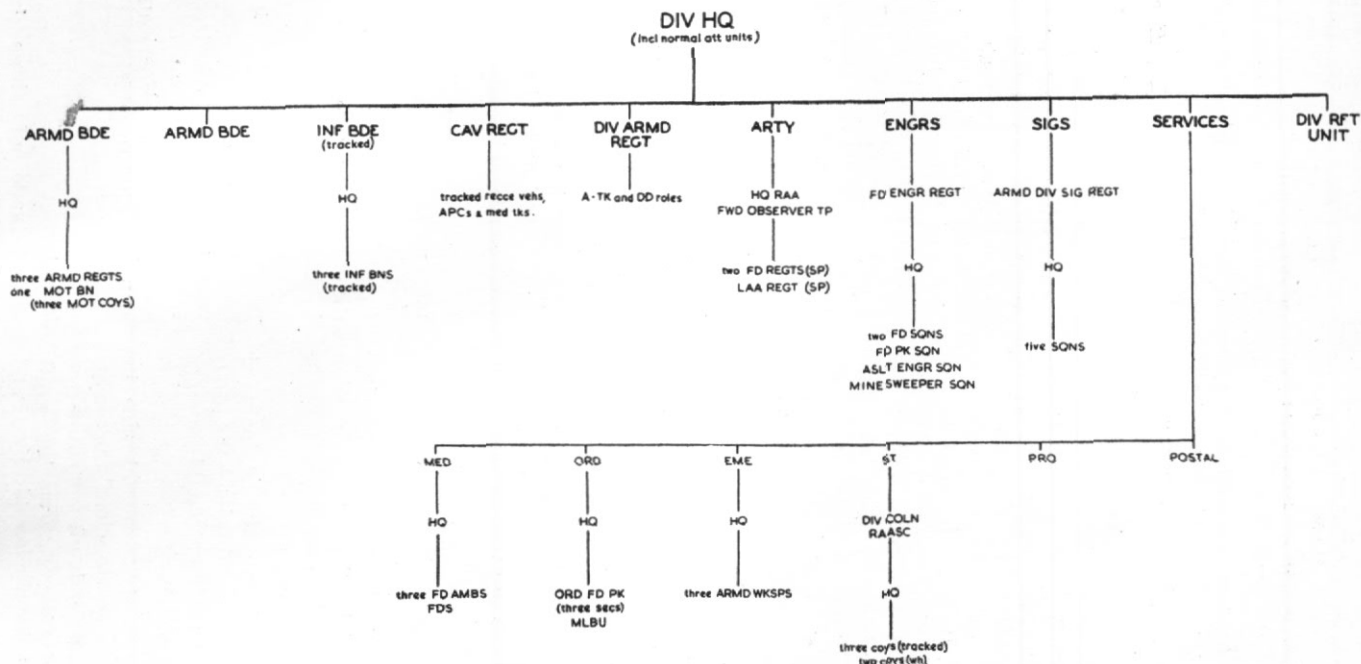 DIV HQ
(incl normal att units)
ARMD BDE
HQ
three ARMD REGTS
one MOT BN
(three MOT COYS)
ARMD BDE
INF BDE
(tracked)
HQ
three INF BNS
(tracked)
CAV REGT
tracked recce vehs,
APCs & med tks.
DIV ARMD
REGT
A-TK and DD roles
ARTY
HQ RAA
FWD OBSERVER TP
two FD REGTS (SP)
LAA REGT (SP)
ENGRS
FD ENGR REGT
HQ
two FD SQNS
FD PK SQN
ASLT ENGR SQN
MINE SWEEPER SQN
SIGS
ARMD DIV SIG REGT
HQ
five SQNS
SERVICES
DIV RFT
UNIT
MED
HQ
three FD AMBS
FDS
ORD
HQ
ORD FD PK
(three secs)
MLBU
EME
HQ
three ARMD WKSPS
ST
DIV COLN
RAASC
HQ
three coys (tracked)
two coys (wh)
PRO
POSTAL